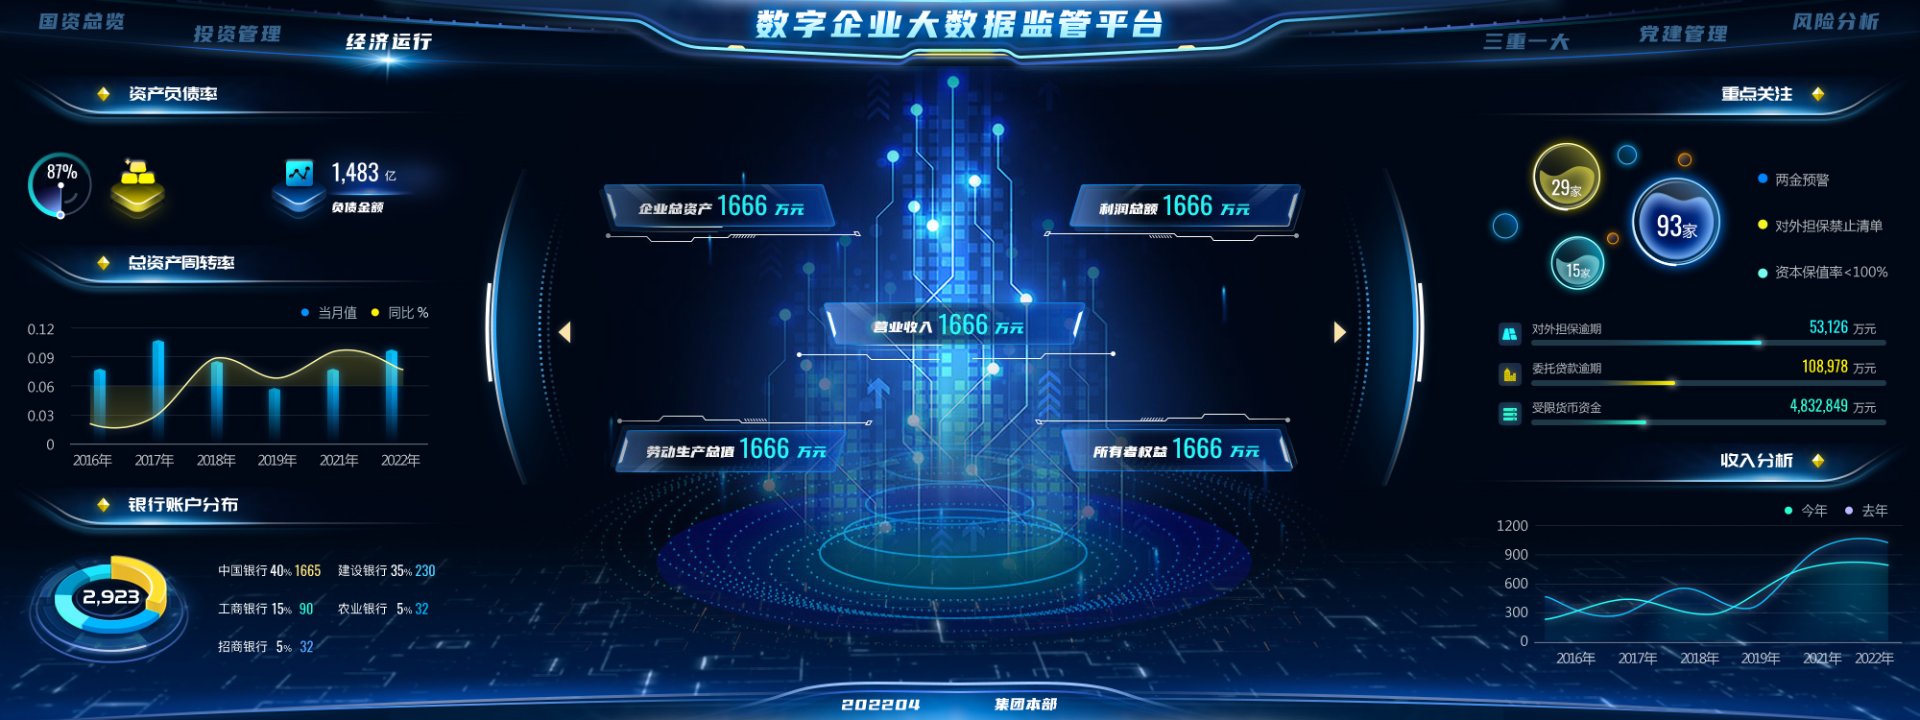 国资总览
投资管理
经济运行
数字企业大数据监管平台
三重一大
党建管理
风险分析
资产负债率
87%
1,483 亿
负债金额
总资产周转率
当月值 同比 %
0.12
0.09
0.06
0.03
0
2016年 2017年 2018年 2019年 2021年 2022年
银行账户分布
2,923
中国银行 40% 1665 建设银行 35% 230
工商银行 15% 90 农业银行 5% 32
招商银行 5% 32
企业总资产 1666 万元
利润总额 1666 万元
营业收入 1666 万元
劳动生产总值 1666 万元
所有者权益 1666 万元
重点关注
29家
93家
15家
两金预警
对外担保禁止清单
资本保值率<100%
对外担保逾期 53,126 万元
委托贷款逾期 108,978 万元
受限货币资金 4,832,849 万元
收入分析
今年 去年
1200
900
600
300
0
2016年 2017年 2018年 2019年 2021年 2022年
202204 集团本部